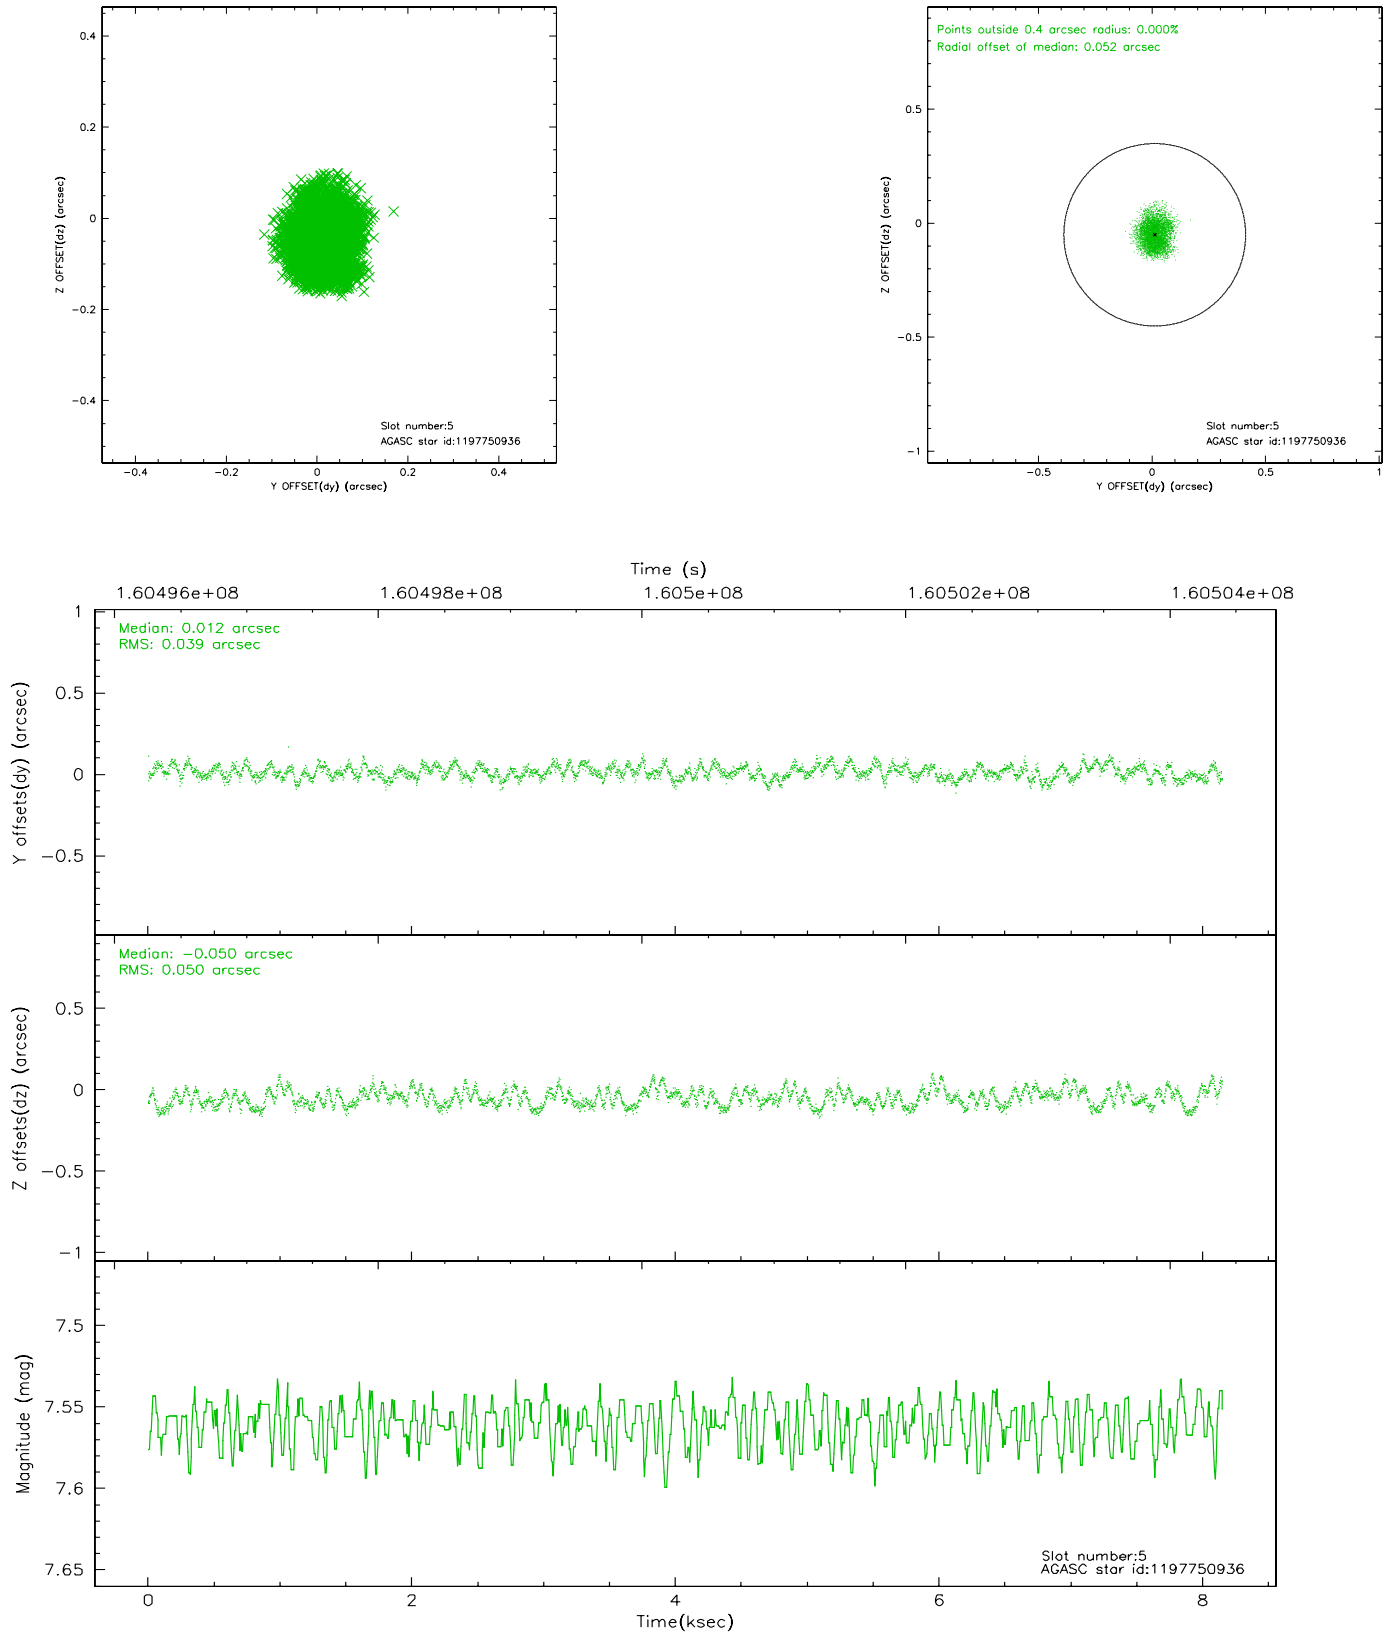 0.4
0.2
0
−0.2
−0.4
Z OFFSET(dz) (arcsec)
Slot number:5
AGASC star id:1197750936
−0.4 −0.2 0 0.2 0.4
Y OFFSET(dy) (arcsec)
Points outside 0.4 arcsec radius: 0.000%
Radial offset of median: 0.052 arcsec
0.5
0
−0.5
−1
Z OFFSET(dz) (arcsec)
Slot number:5
AGASC star id:1197750936
−0.5 0 0.5 1
Y OFFSET(dy) (arcsec)
Time (s)
1.60496e+08 1.60498e+08 1.605e+08 1.60502e+08 1.60504e+08
Median: 0.012 arcsec
RMS: 0.039 arcsec
1
0.5
0
−0.5
Y offsets(dy) (arcsec)
Median: −0.050 arcsec
RMS: 0.050 arcsec
0.5
0
−0.5
−1
Z offsets(dz) (arcsec)
7.5
7.55
7.6
7.65
Magnitude (mag)
Slot number:5
AGASC star id:1197750936
0 2 4 6 8
Time(ksec)